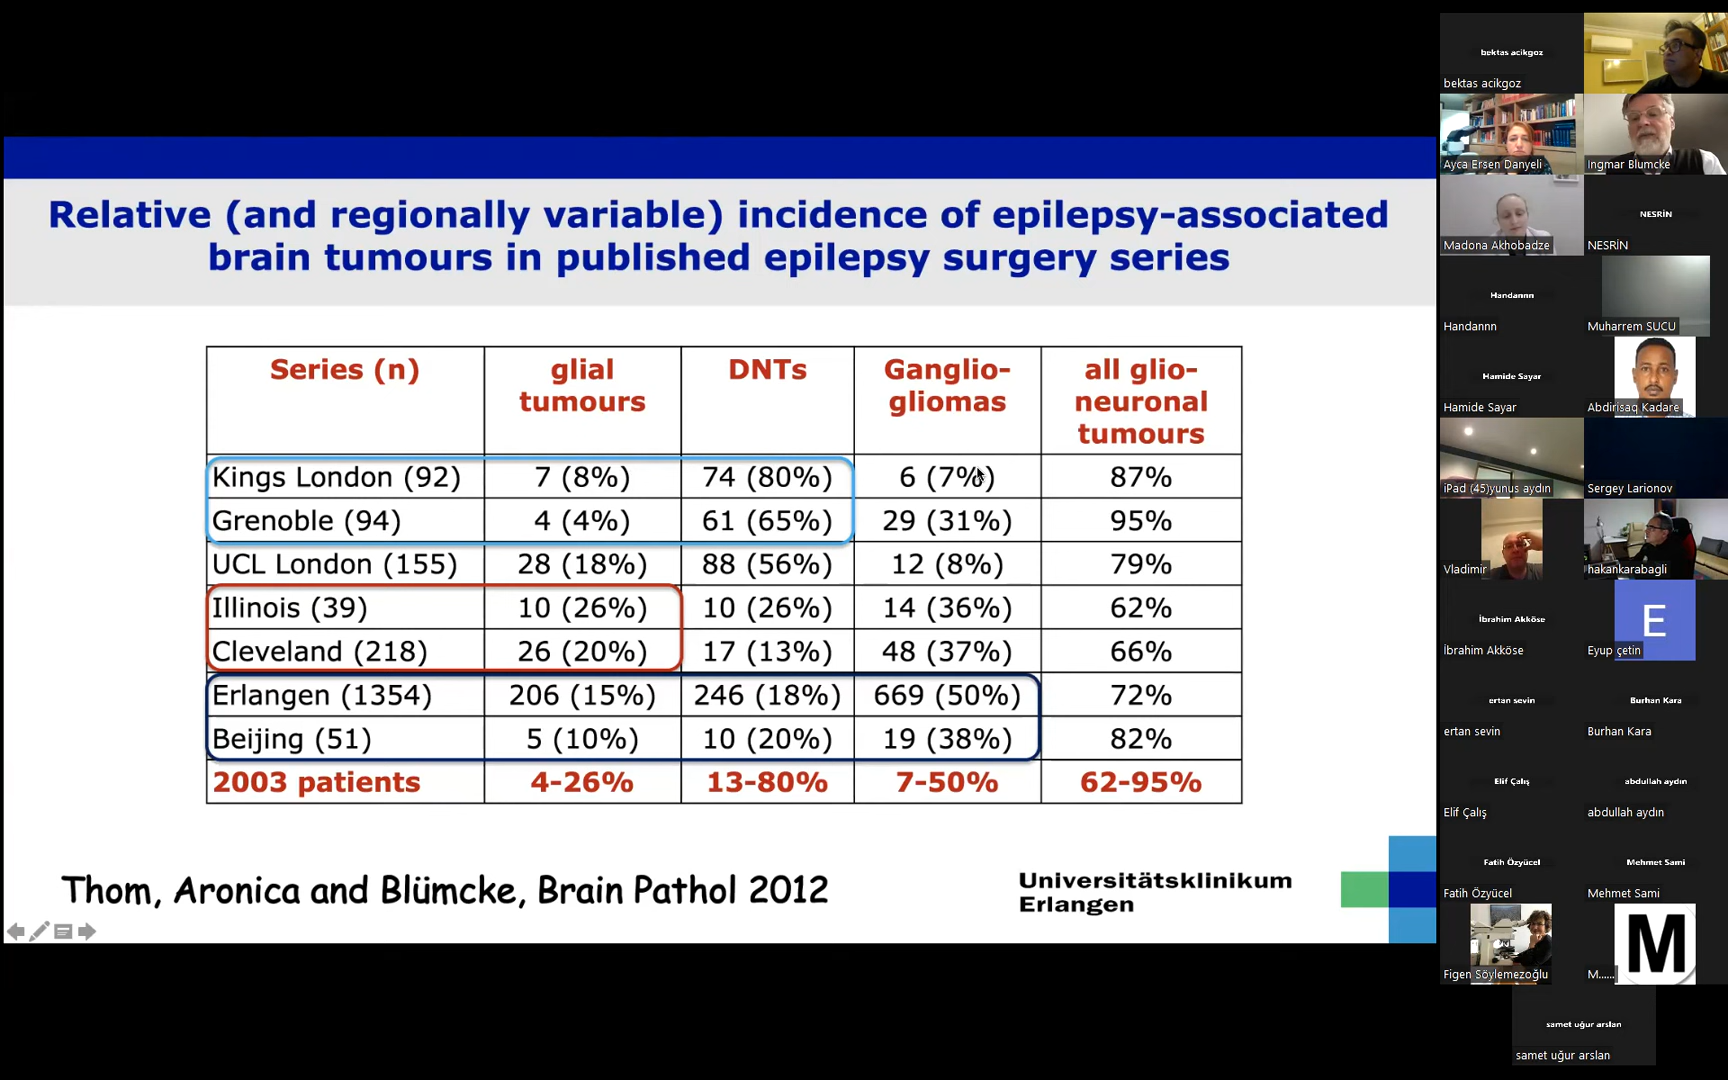 Relative (and regionally variable) incidence of epilepsy-associated
brain tumours in published epilepsy surgery series
Series (n) glial tumours DNTs Ganglio-gliomas all glio-neuronal tumours
Kings London (92) 7 (8%) 74 (80%) 6 (7%) 87%
Grenoble (94) 4 (4%) 61 (65%) 29 (31%) 95%
UCL London (155) 28 (18%) 88 (56%) 12 (8%) 79%
Illinois (39) 10 (26%) 10 (26%) 14 (36%) 62%
Cleveland (218) 26 (20%) 17 (13%) 48 (37%) 66%
Erlangen (1354) 206 (15%) 246 (18%) 669 (50%) 72%
Beijing (51) 5 (10%) 10 (20%) 19 (38%) 82%
2003 patients 4-26% 13-80% 7-50% 62-95%
Thom, Aronica and Blümcke, Brain Pathol 2012
Universitätsklinikum
Erlangen
bektas acikgoz
bektas acikgoz
Ayca Ersen Danyeli
Ingmar Blumcke
Madona Akhobadze
NESRİN
NESRİN
Handannn
Handannn
Muharrem SUCU
Hamide Sayar
Hamide Sayar
Abdirisaq Kadare
iPad (45)yunus aydın
Sergey Larionov
Vladimir
hakankarabagli
İbrahim Akköse
İbrahim Akköse
E
Eyup çetin
ertan sevin
ertan sevin
Burhan Kara
Burhan Kara
Elif Çalış
Elif Çalış
abdullah aydın
abdullah aydın
Fatih Özyücel
Fatih Özyücel
Mehmet Sami
Mehmet Sami
Figen Söylemezoğlu
M
M......
samet uğur arslan
samet uğur arslan